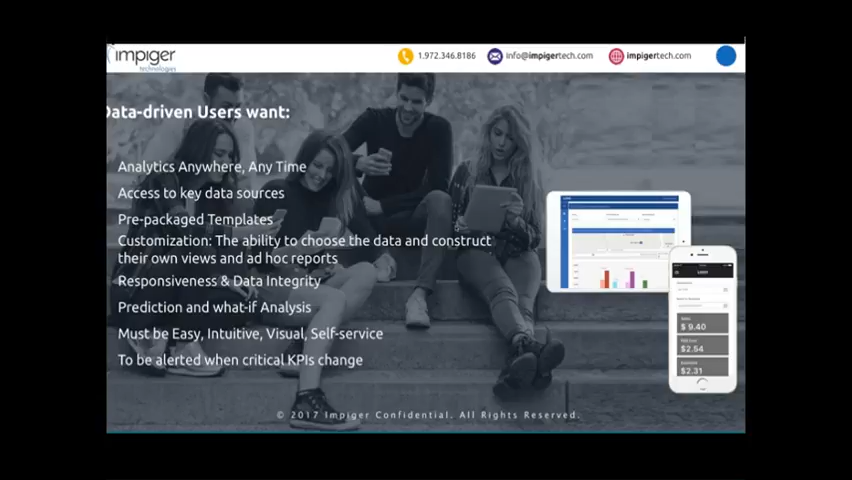 impiger
technologies
1.972.346.8186
info@impigertech.com
impigertech.com
Data-driven Users want:
Analytics Anywhere, Any Time
Access to key data sources
Pre-packaged Templates
Customization: The ability to choose the data and construct
their own views and ad hoc reports
Responsiveness & Data Integrity
Prediction and what-if Analysis
Must be Easy, Intuitive, Visual, Self-service
To be alerted when critical KPIs change
$ 9.40
$2.54
$2.31
© 2017 Impiger Confidential. All Rights Reserved.